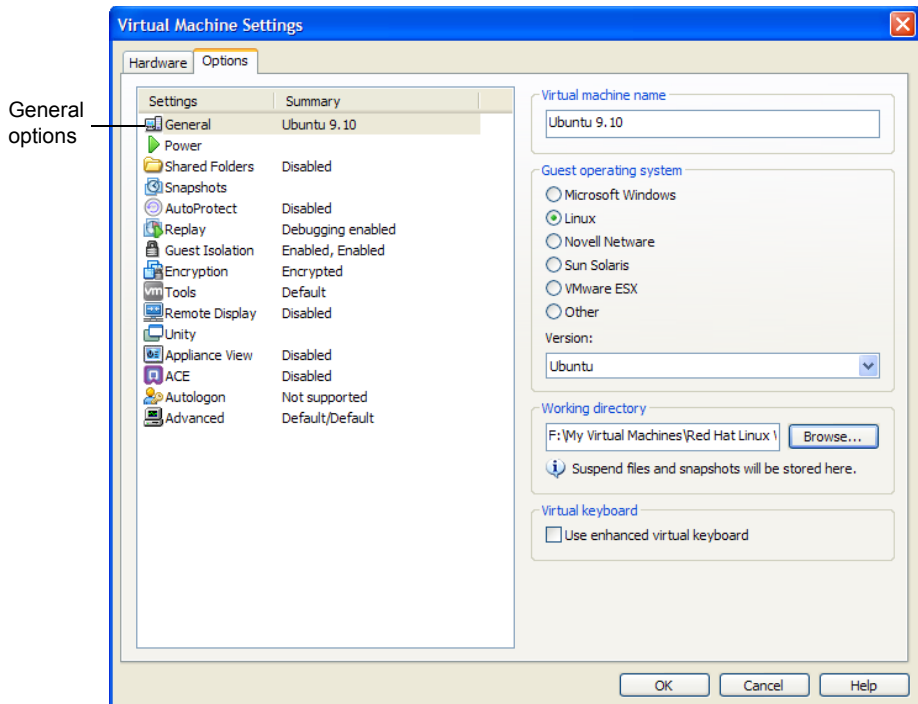 Virtual Machine Settings
Hardware Options
General
options
Settings Summary
General Ubuntu 9.10
Power
Shared Folders Disabled
Snapshots
AutoProtect Disabled
Replay Debugging enabled
Guest Isolation Enabled, Enabled
Encryption Encrypted
vm Tools Default
Remote Display Disabled
Unity
Appliance View Disabled
ACE Disabled
Autologon Not supported
Advanced Default/Default
Virtual machine name
Ubuntu 9.10
Guest operating system
Microsoft Windows
Linux
Novell Netware
Sun Solaris
VMware ESX
Other
Version:
Ubuntu
Working directory
F:\My Virtual Machines\Red Hat Linux \ Browse...
Suspend files and snapshots will be stored here.
Virtual keyboard
Use enhanced virtual keyboard
OK Cancel Help